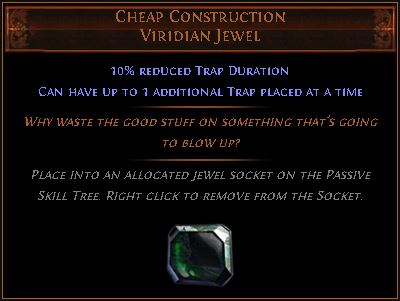 Cheap Construction
Viridian Jewel
10% reduced Trap Duration
Can have up to 1 additional Trap placed at a time
Why waste the good stuff on something that's going
to blow up?
Place into an allocated jewel socket on the Passive
Skill Tree. Right click to remove from the Socket.